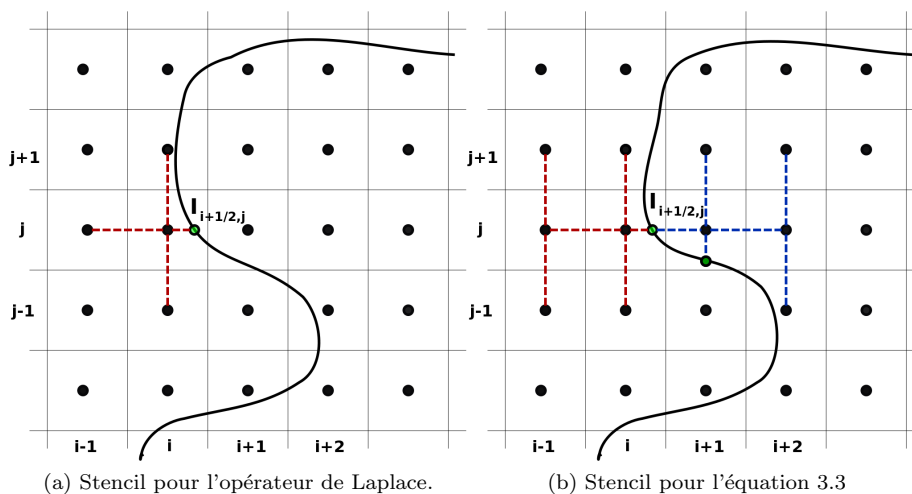 j+1
j
j-1
I i+1/2,j
i-1 i i+1 i+2
(a) Stencil pour l'opérateur de Laplace.
j+1
j
j-1
I i+1/2,j
i-1 i i+1 i+2
(b) Stencil pour l'équation 3.3